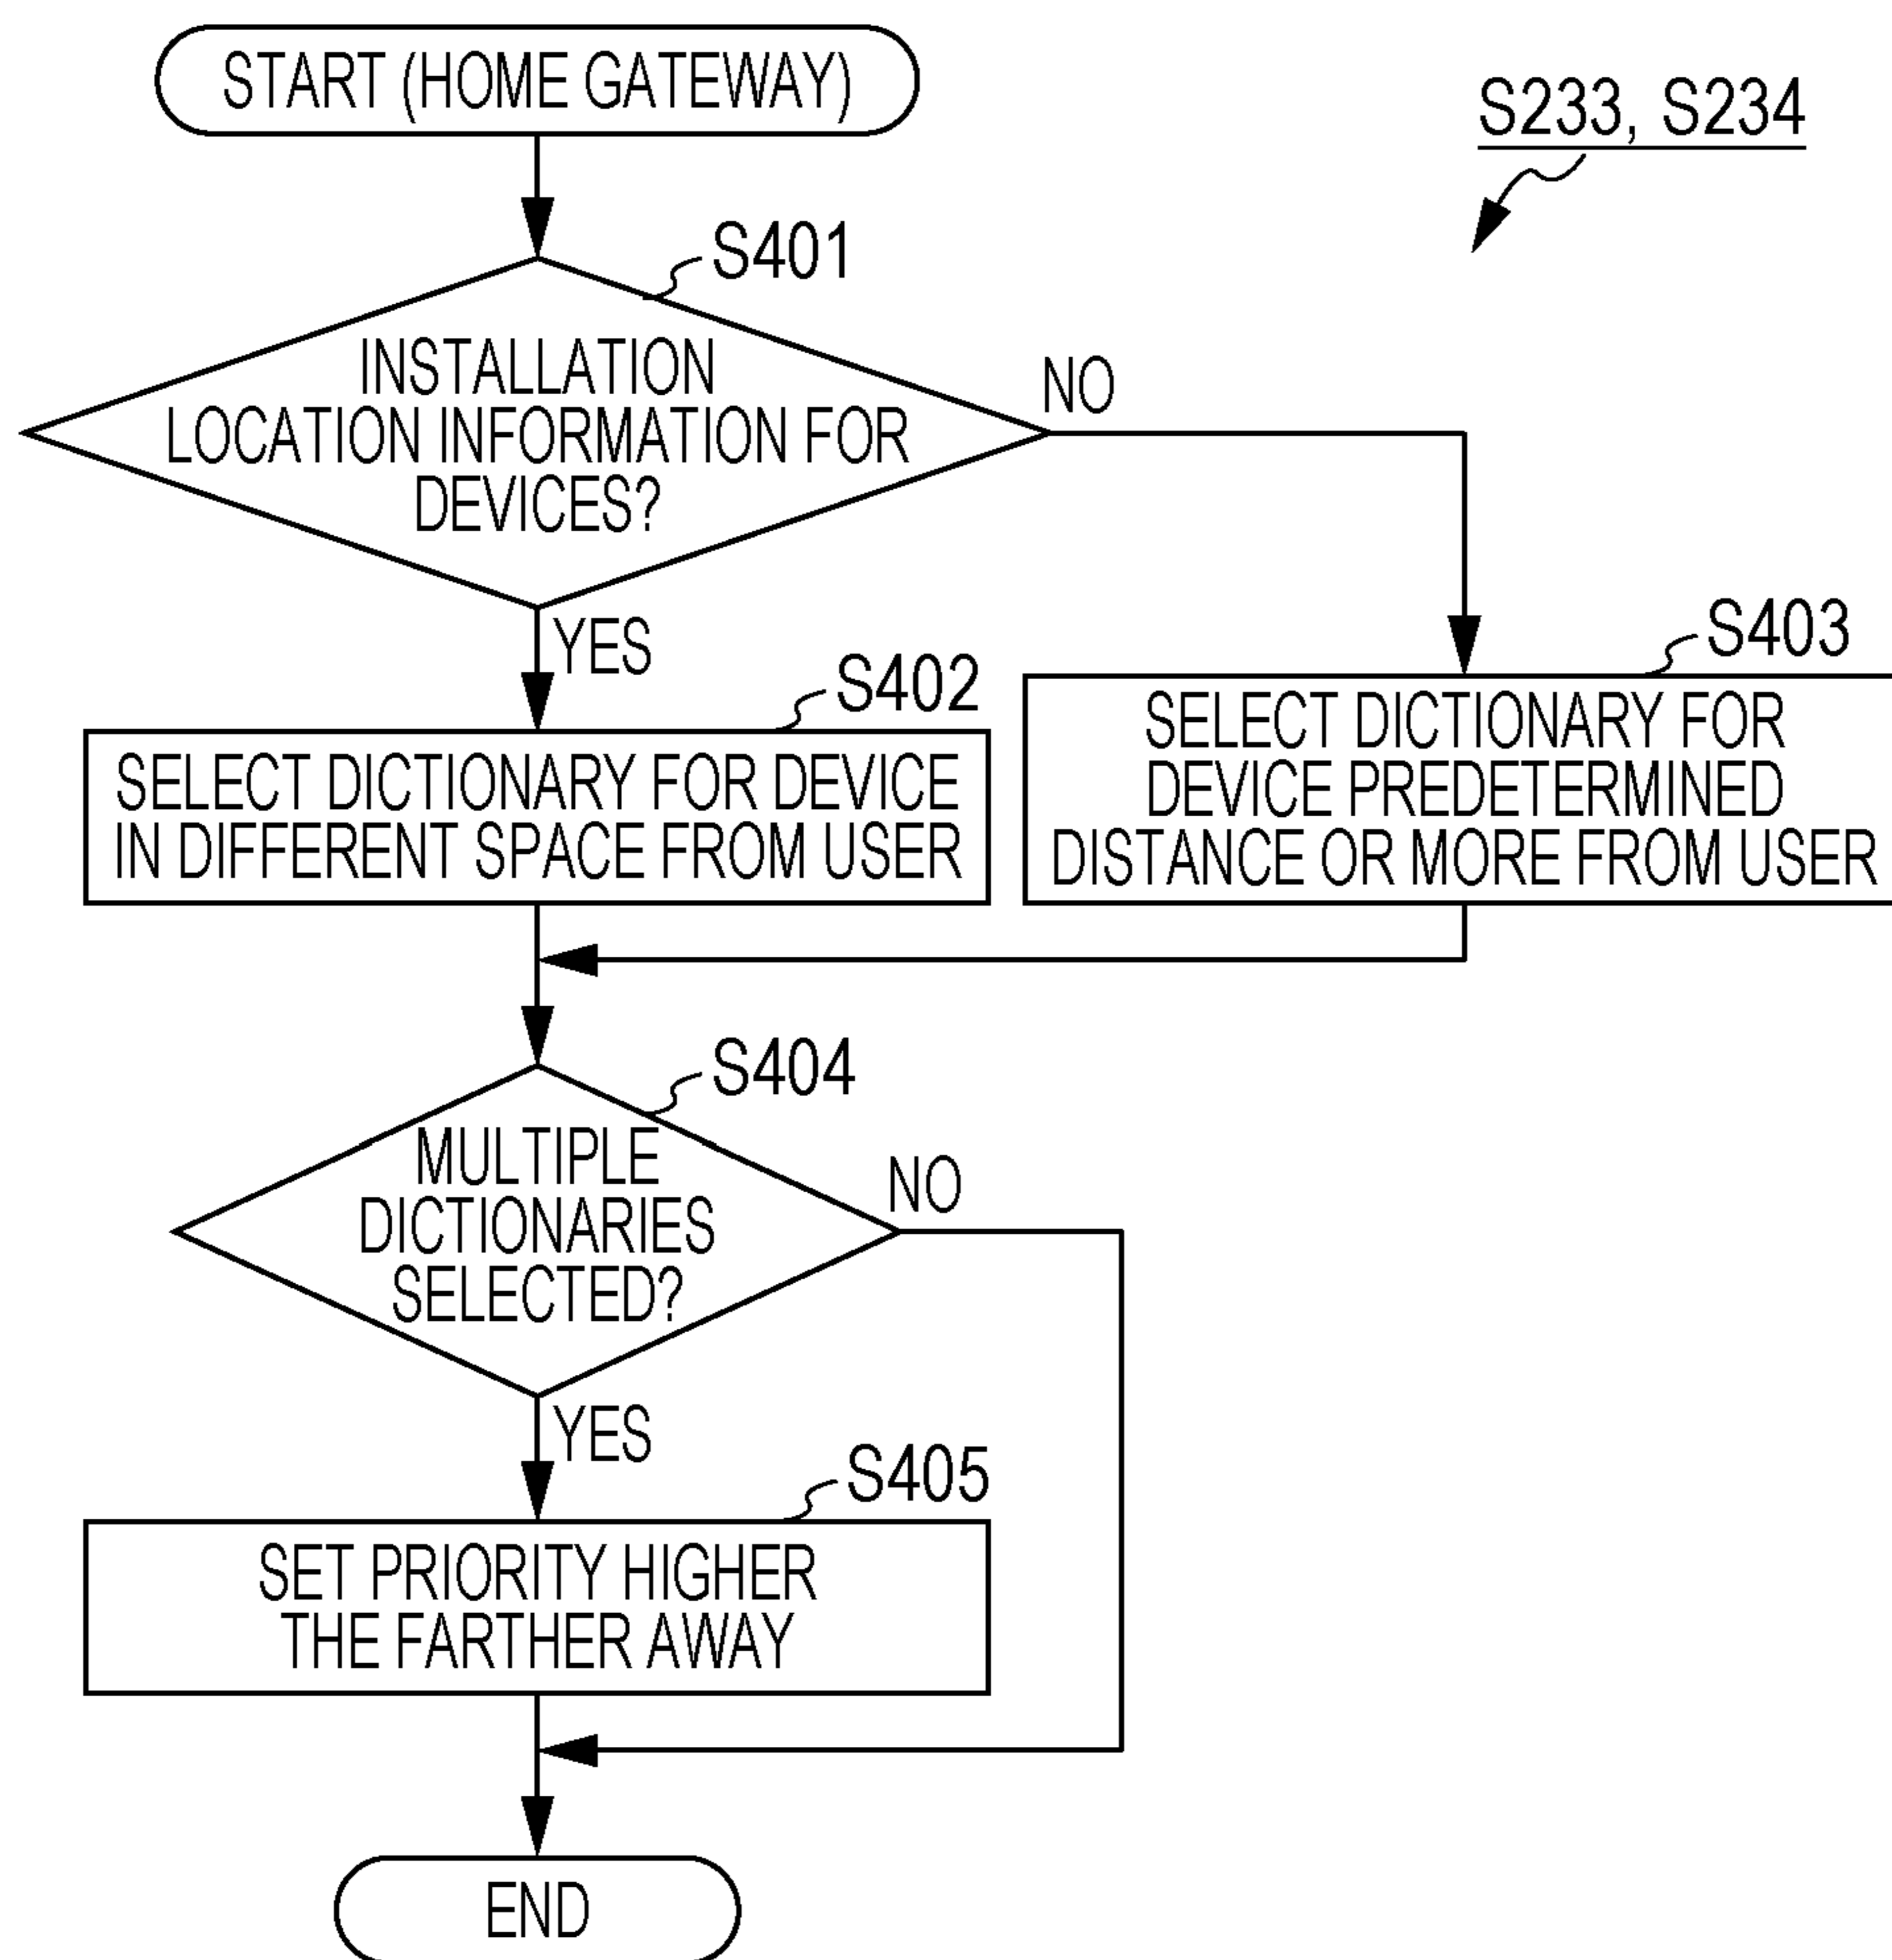 START (HOME GATEWAY)
S233, S234
S401
INSTALLATION
LOCATION INFORMATION FOR
DEVICES?
NO
YES
S402
SELECT DICTIONARY FOR DEVICE
IN DIFFERENT SPACE FROM USER
S403
SELECT DICTIONARY FOR
DEVICE PREDETERMINED
DISTANCE OR MORE FROM USER
S404
MULTIPLE
DICTIONARIES
SELECTED?
NO
YES
S405
SET PRIORITY HIGHER
THE FARTHER AWAY
END